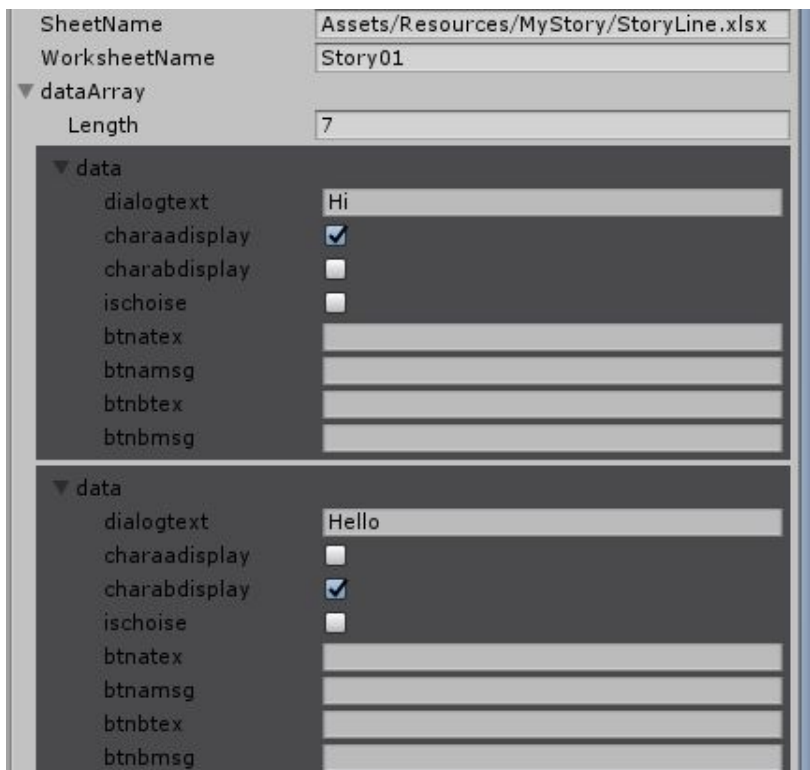 SheetName Assets/Resources/MyStory/StoryLine.xlsx
WorksheetName Story01
dataArray
Length 7
data
dialogtext Hi
charaadisplay
charabdisplay
ischoise
btnatex
btnamsg
btnbtex
btnbmsg
data
dialogtext Hello
charaadisplay
charabdisplay
ischoise
btnatex
btnamsg
btnbtex
btnbmsg